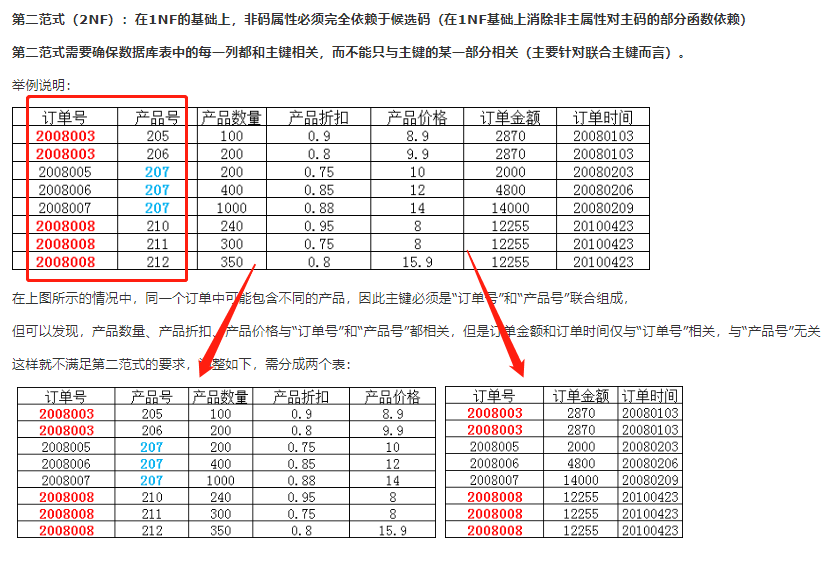 第二范式（2NF）：在1NF的基础上，非码属性必须完全依赖于候选码（在1NF基础上消除非主属性对主码的部分函数依赖）
第二范式需要确保数据库表中的每一列都和主键相关，而不能只与主键的某一部分相关（主要针对联合主键而言）。
举例说明：
订单号 产品号 产品数量 产品折扣 产品价格 订单金额 订单时间
2008003 205 100 0.9 8.9 2870 20080103
2008003 206 200 0.8 9.9 2870 20080103
2008005 207 200 0.75 10 2000 20080203
2008006 207 400 0.85 12 4800 20080206
2008007 207 1000 0.88 14 14000 20080209
2008008 210 240 0.95 8 12255 20100423
2008008 211 300 0.75 8 12255 20100423
2008008 212 350 0.8 15.9 12255 20100423
在上图所示的情况中，同一个订单中可能包含不同的产品，因此主键必须是“订单号”和“产品号”联合组成，
但可以发现，产品数量、产品折扣、产品价格与“订单号”和“产品号”都相关，但是订单金额和订单时间仅与“订单号”相关，与“产品号”无关
这样就不满足第二范式的要求，整如下，需分成两个表：
订单号 产品号 产品数量 产品折扣 产品价格
2008003 205 100 0.9 8.9
2008003 206 200 0.8 9.9
2008005 207 200 0.75 10
2008006 207 400 0.85 12
2008007 207 1000 0.88 14
2008008 210 240 0.95 8
2008008 211 300 0.75 8
2008008 212 350 0.8 15.9
订单号 订单金额 订单时间
2008003 2870 20080103
2008003 2870 20080103
2008005 2000 20080203
2008006 4800 20080206
2008007 14000 20080209
2008008 12255 20100423
2008008 12255 20100423
2008008 12255 20100423